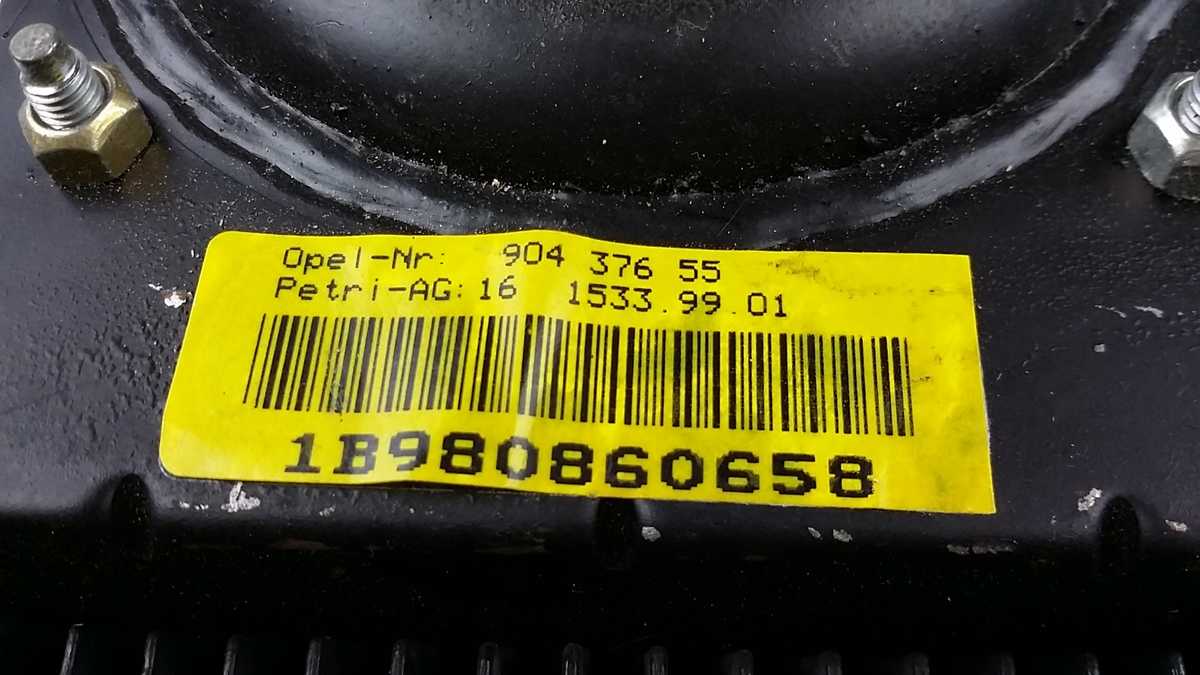 Opel-Nr: 904 376 55
Petri-AG: 16 1533.99.01
1B980860658